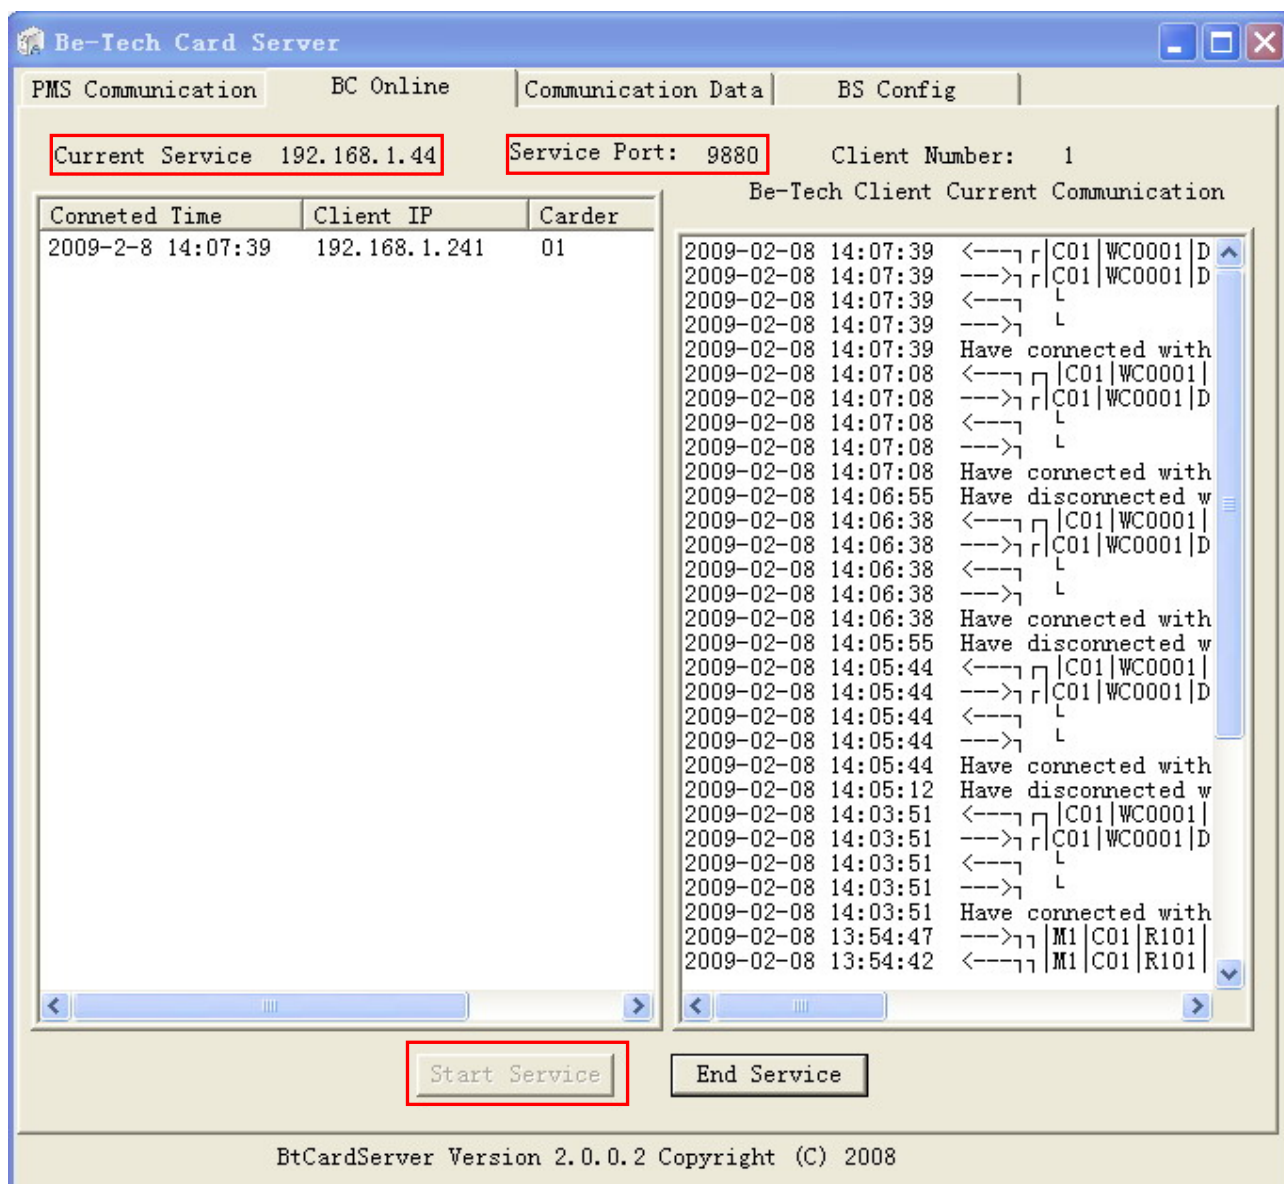 Be-Tech Card Server
PMS Communication BC Online Communication Data BS Config
Current Service 192.168.1.44 Service Port: 9880 Client Number: 1
Be-Tech Client Current Communication
Conneted Time Client IP Carder
2009-2-8 14:07:39 192.168.1.241 01
2009-02-08 14:07:39 <---┐┌|C01|WC0001|D
2009-02-08 14:07:39 --->┐┌|C01|WC0001|D
2009-02-08 14:07:39 <---┐ └
2009-02-08 14:07:39 --->┐ └
2009-02-08 14:07:39 Have connected with
2009-02-08 14:07:08 <---┐┌┐|C01|WC0001|
2009-02-08 14:07:08 --->┐┌|C01|WC0001|D
2009-02-08 14:07:08 <---┐ └
2009-02-08 14:07:08 --->┐ └
2009-02-08 14:07:08 Have connected with
2009-02-08 14:06:55 Have disconnected w
2009-02-08 14:06:38 <---┐┌┐|C01|WC0001|
2009-02-08 14:06:38 --->┐┌|C01|WC0001|D
2009-02-08 14:06:38 <---┐ └
2009-02-08 14:06:38 --->┐ └
2009-02-08 14:06:38 Have connected with
2009-02-08 14:05:55 Have disconnected w
2009-02-08 14:05:44 <---┐┌┐|C01|WC0001|
2009-02-08 14:05:44 --->┐┌|C01|WC0001|D
2009-02-08 14:05:44 <---┐ └
2009-02-08 14:05:44 --->┐ └
2009-02-08 14:05:44 Have connected with
2009-02-08 14:05:12 Have disconnected w
2009-02-08 14:03:51 <---┐┌┐|C01|WC0001|
2009-02-08 14:03:51 --->┐┌|C01|WC0001|D
2009-02-08 14:03:51 <---┐ └
2009-02-08 14:03:51 --->┐ └
2009-02-08 14:03:51 Have connected with
2009-02-08 13:54:47 --->┐┐|M1|C01|R101|
2009-02-08 13:54:42 <---┐┐|M1|C01|R101|
Start Service End Service
BtCardServer Version 2.0.0.2 Copyright (C) 2008